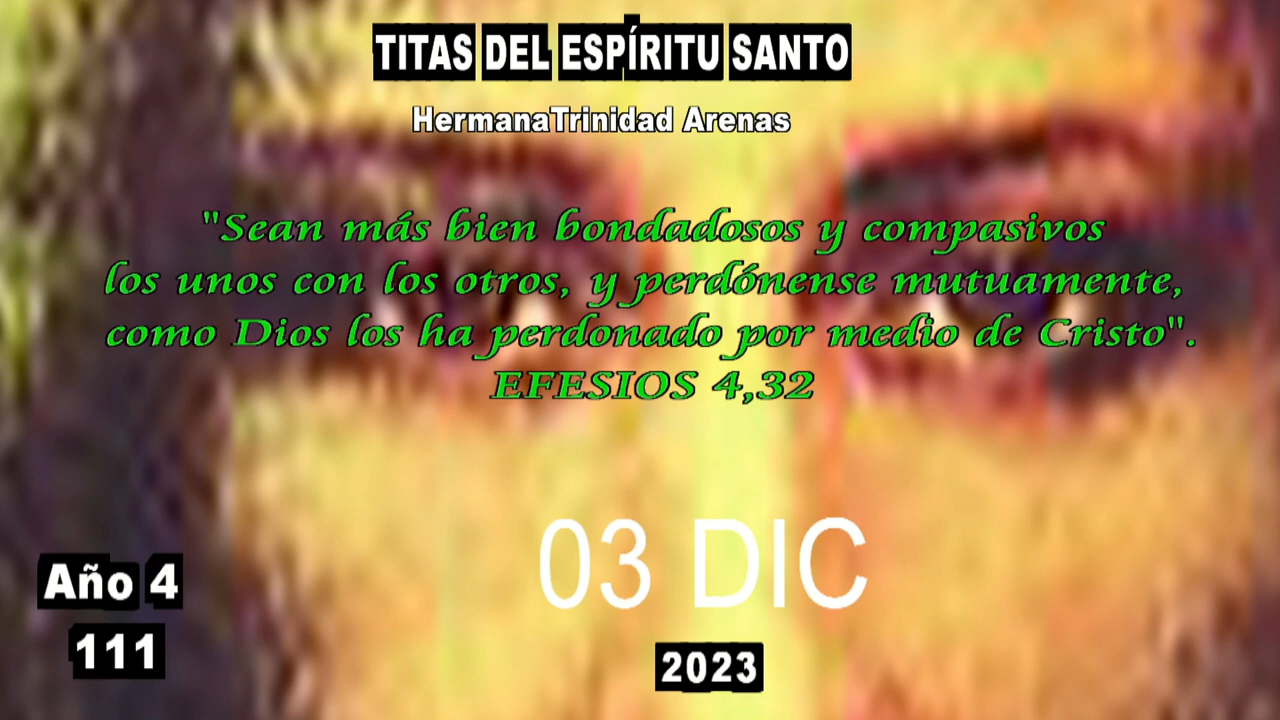 TITAS DEL ESPÍRITU SANTO
HermanaTrinidad Arenas
"Sean más bien bondadosos y compasivos
los unos con los otros, y perdónense mutuamente,
como Dios los ha perdonado por medio de Cristo".
EFESIOS 4,32
03 DIC
Año 4
111
2023